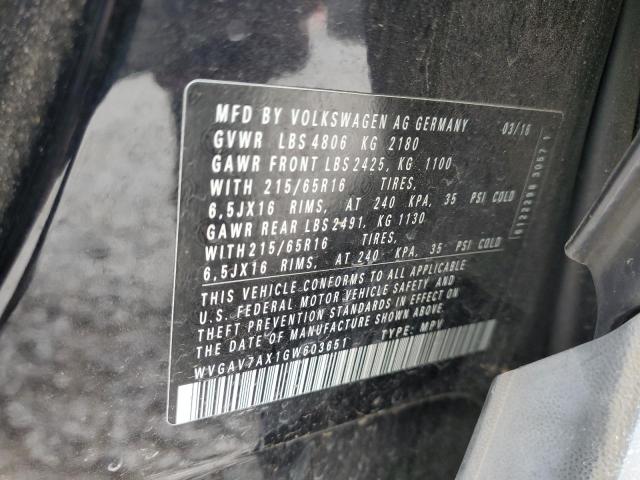 MFD BY VOLKSWAGEN AG GERMANY 03/16
GVWR LBS 4806 KG 2180
GAWR FRONT LBS 2425, KG 1100
WITH 215/65R16 TIRES,
6,5JX16 RIMS, AT 240 KPA, 35 PSI COLD
GAWR REAR LBS 2491, KG 1130
WITH 215/65R16 TIRES,
6,5JX16 RIMS, AT 240 KPA, 35 PSI COLD
THIS VEHICLE CONFORMS TO ALL APPLICABLE
U.S. FEDERAL MOTOR VEHICLE SAFETY AND
THEFT PREVENTION STANDARDS IN EFFECT ON
THE DATE OF MANUFACTURE SHOWN ABOVE.
WVGAV7AX1GW603651 TYPE: MPV